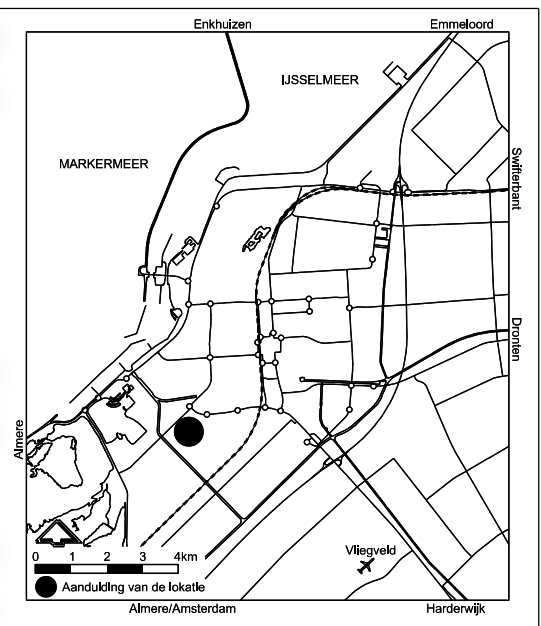 Enkhuizen
Emmeloord
IJSSELMEER
MARKERMEER
Swifterbant
Dronten
Almere
0 1 2 3 4km
Vliegveld
Aanduiding van de lokatie
Almere/Amsterdam
Harderwijk